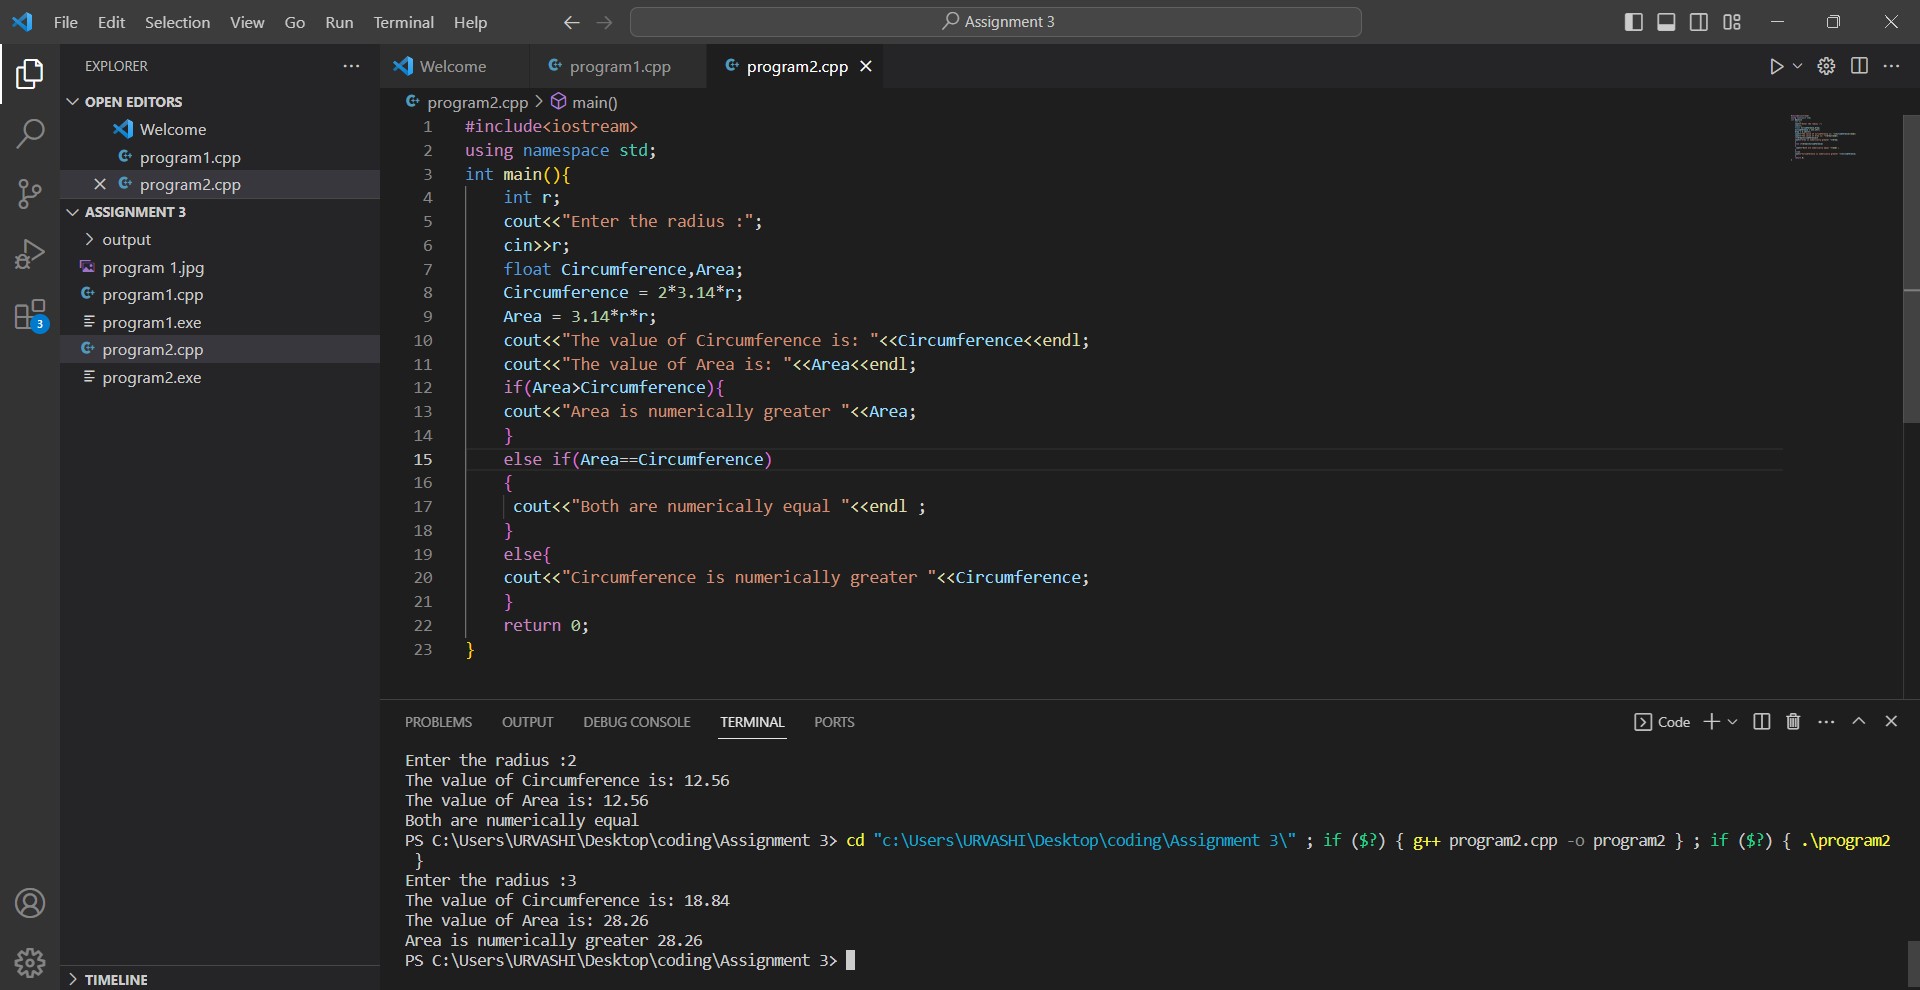 File Edit Selection View Go Run Terminal Help
Assignment 3
EXPLORER
OPEN EDITORS
Welcome
program1.cpp
program2.cpp
ASSIGNMENT 3
output
program 1.jpg
program1.cpp
program1.exe
program2.cpp
program2.exe
3
TIMELINE
Welcome program1.cpp program2.cpp
program2.cpp main()
1 #include<iostream>
2 using namespace std;
3 int main(){
4 int r;
5 cout<<"Enter the radius :";
6 cin>>r;
7 float Circumference,Area;
8 Circumference = 2*3.14*r;
9 Area = 3.14*r*r;
10 cout<<"The value of Circumference is: "<<Circumference<<endl;
11 cout<<"The value of Area is: "<<Area<<endl;
12 if(Area>Circumference){
13 cout<<"Area is numerically greater "<<Area;
14 }
15 else if(Area==Circumference)
16 {
17 cout<<"Both are numerically equal "<<endl ;
18 }
19 else{
20 cout<<"Circumference is numerically greater "<<Circumference;
21 }
22 return 0;
23 }
PROBLEMS OUTPUT DEBUG CONSOLE TERMINAL PORTS Code
Enter the radius :2
The value of Circumference is: 12.56
The value of Area is: 12.56
Both are numerically equal
PS C:\Users\URVASHI\Desktop\coding\Assignment 3> cd "c:\Users\URVASHI\Desktop\coding\Assignment 3\" ; if ($?) { g++ program2.cpp -o program2 } ; if ($?) { .\program2
}
Enter the radius :3
The value of Circumference is: 18.84
The value of Area is: 28.26
Area is numerically greater 28.26
PS C:\Users\URVASHI\Desktop\coding\Assignment 3>